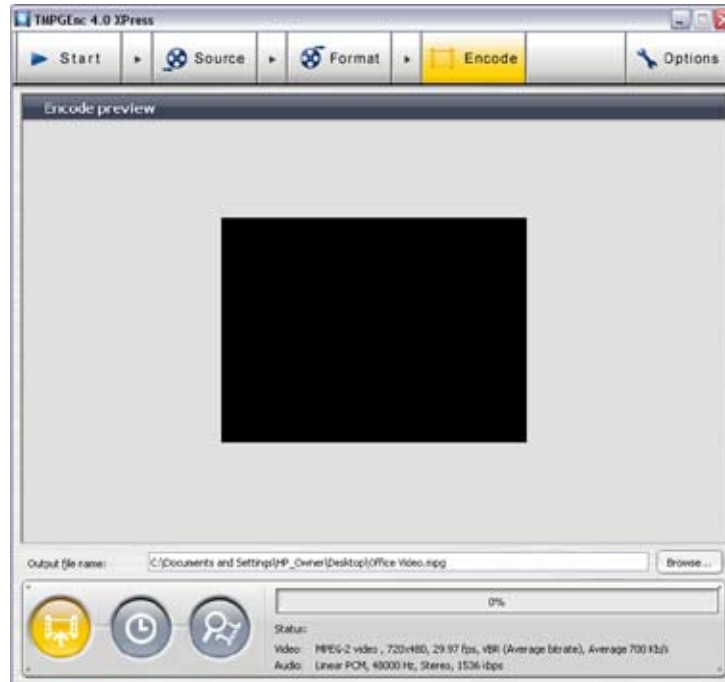 TMPGEnc 4.0 XPress
Start Source Format Encode Options
Encode preview
Output file name: C:\Documents and Settings\HP_Owner\Desktop\Office Video.mpg Browse...
0%
Status:
Video: MPEG-2 video , 720x480, 29.97 fps, VBR (Average bitrate), Average 700 kb/s
Audio: Linear PCM, 48000 Hz, Stereo, 1536 kbps